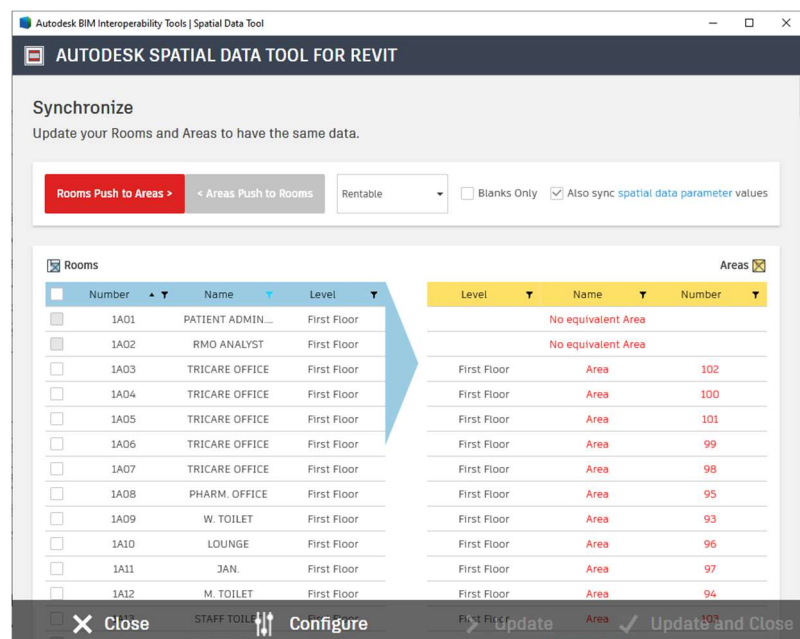 Autodesk BIM Interoperability Tools | Spatial Data Tool
AUTODESK SPATIAL DATA TOOL FOR REVIT
Synchronize
Update your Rooms and Areas to have the same data.
Rooms Push to Areas > < Areas Push to Rooms Rentable Blanks Only Also sync spatial data parameter values
Rooms Areas
Number Name Level Level Name Number
1A01 PATIENT ADMIN.... First Floor No equivalent Area
1A02 RMO ANALYST First Floor No equivalent Area
1A03 TRICARE OFFICE First Floor First Floor Area 102
1A04 TRICARE OFFICE First Floor First Floor Area 100
1A05 TRICARE OFFICE First Floor First Floor Area 101
1A06 TRICARE OFFICE First Floor First Floor Area 99
1A07 TRICARE OFFICE First Floor First Floor Area 98
1A08 PHARM. OFFICE First Floor First Floor Area 95
1A09 W. TOILET First Floor First Floor Area 93
1A10 LOUNGE First Floor First Floor Area 96
1A11 JAN. First Floor First Floor Area 97
1A12 M. TOILET First Floor First Floor Area 94
STAFF First Floor Area 103
Close Configure Update Update and Close